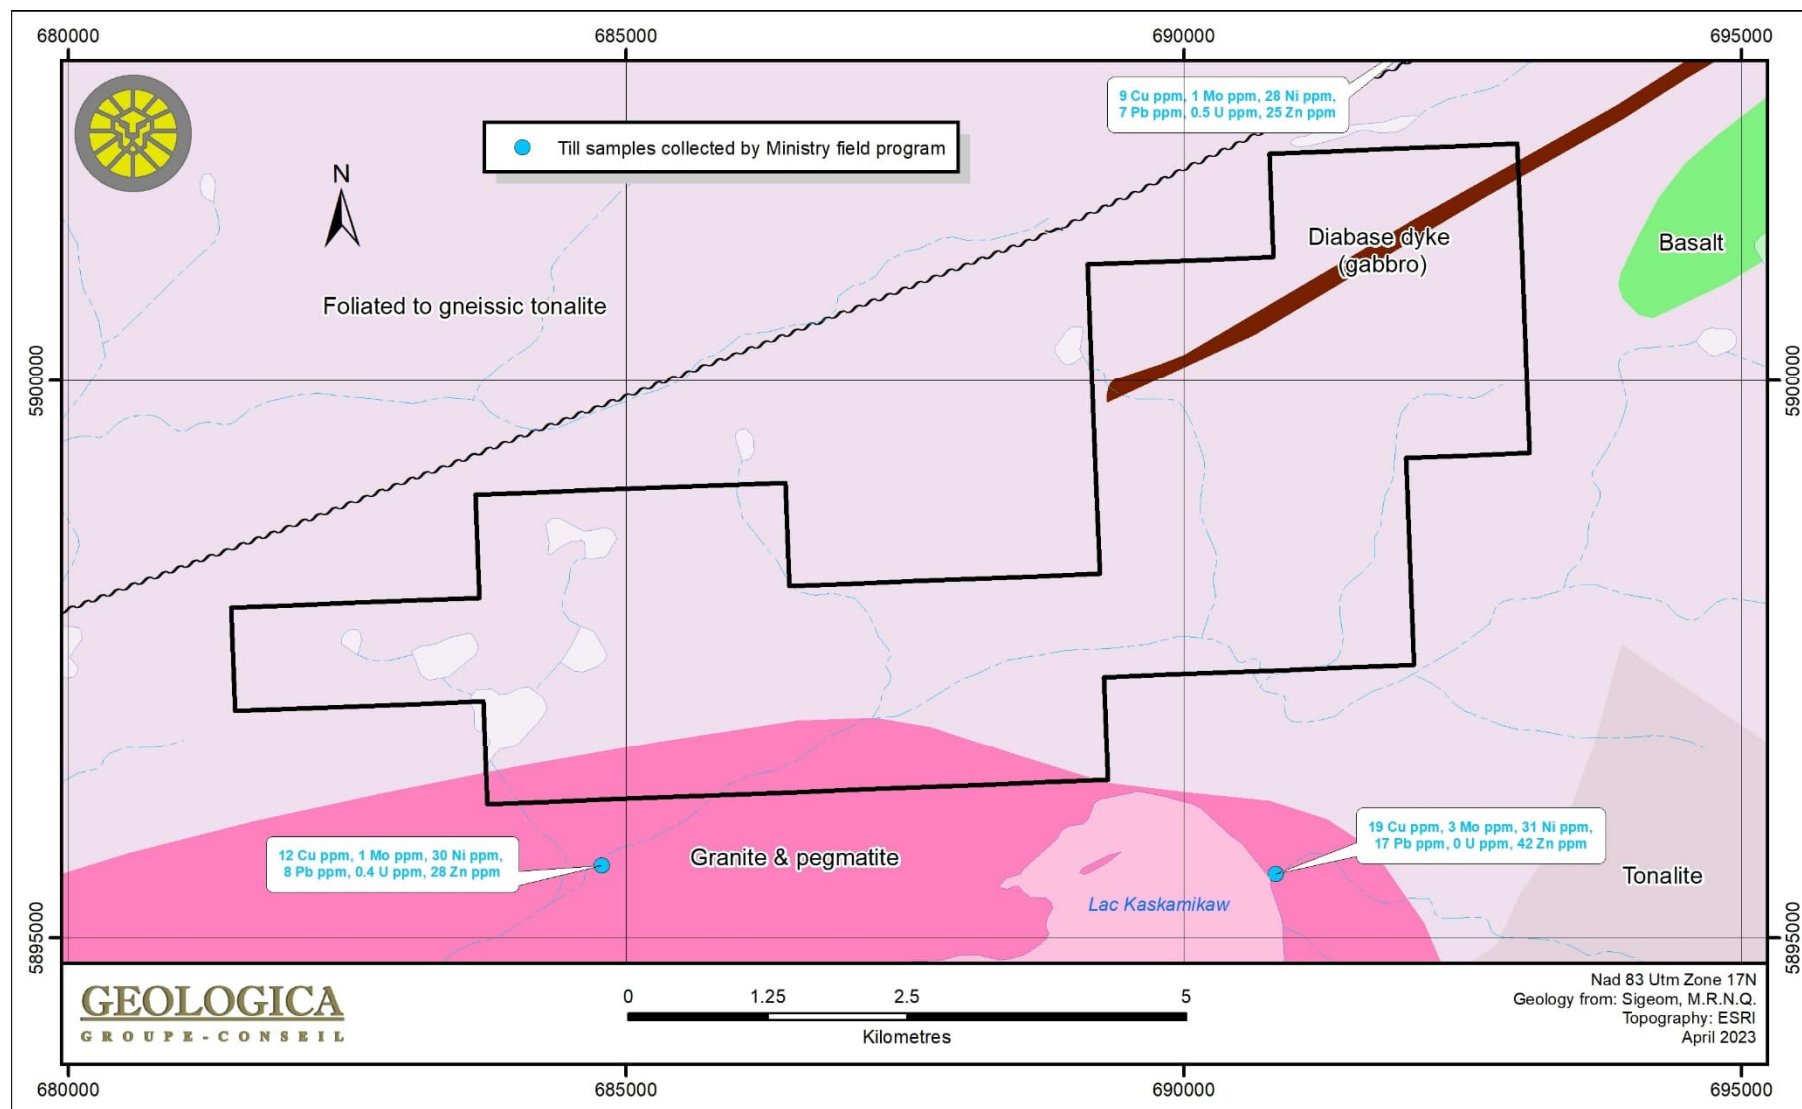 680000 685000 690000 695000
9 Cu ppm, 1 Mo ppm, 28 Ni ppm,
7 Pb ppm, 0.5 U ppm, 25 Zn ppm
Till samples collected by Ministry field program
N
Diabase dyke
(gabbro)
Basalt
Foliated to gneissic tonalite
5900000
5900000
12 Cu ppm, 1 Mo ppm, 30 Ni ppm,
8 Pb ppm, 0.4 U ppm, 28 Zn ppm
Granite & pegmatite
19 Cu ppm, 3 Mo ppm, 31 Ni ppm,
17 Pb ppm, 0 U ppm, 42 Zn ppm
Tonalite
Lac Kaskamikaw
5895000
5895000
GEOLOGICA
GROUPE-CONSEIL
0 1.25 2.5 5
Kilometres
Nad 83 Utm Zone 17N
Geology from: Sigeom, M.R.N.Q.
Topography: ESRI
April 2023
680000 685000 690000 695000